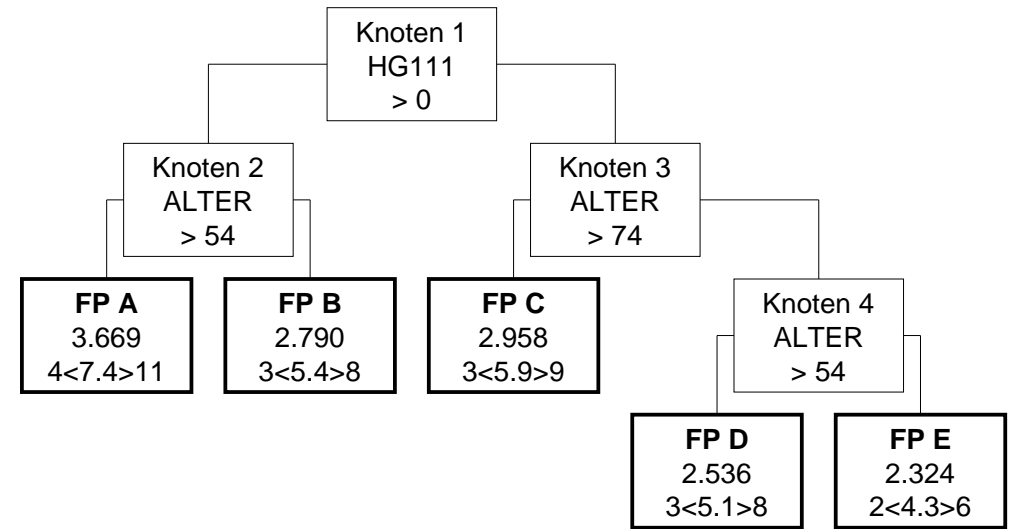 Knoten 1
HG111
> 0
Knoten 2
ALTER
> 54
Knoten 3
ALTER
> 74
FP A
3.669
4<7.4>11
FP B
2.790
3<5.4>8
FP C
2.958
3<5.9>9
Knoten 4
ALTER
> 54
FP D
2.536
3<5.1>8
FP E
2.324
2<4.3>6